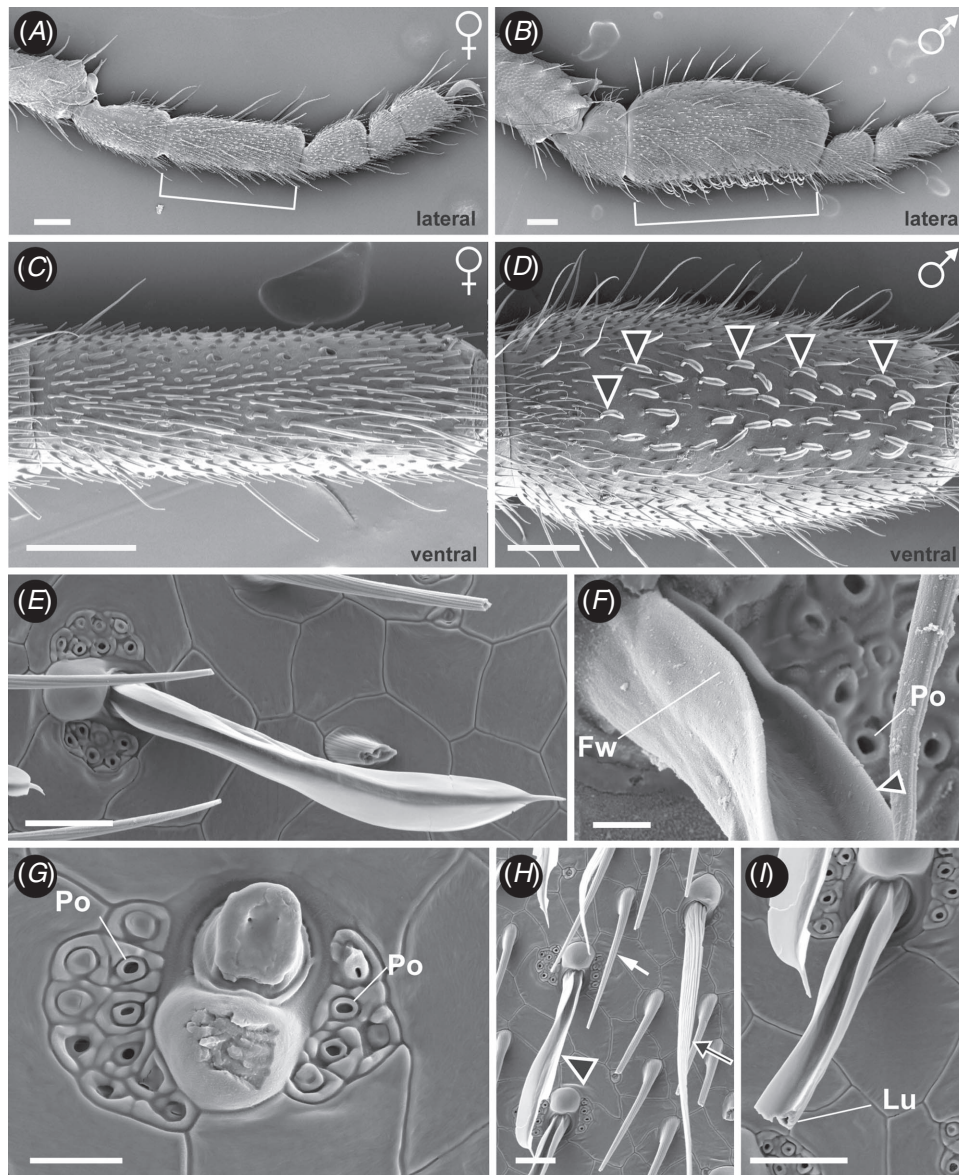 (A)
♀
lateral
(B)
♂
latera
(C)
♀
ventral
(D)
♂
ventral
(E)
(F)
Fw
Po
(G)
Po
Po
(H)
(I)
Lu